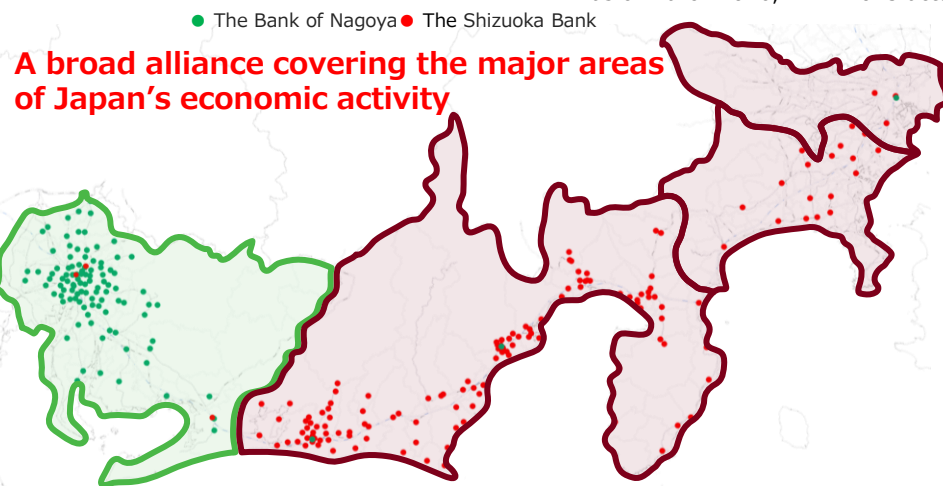 The Bank of Nagoya The Shizuoka Bank
A broad alliance covering the major areas
of Japan's economic activity